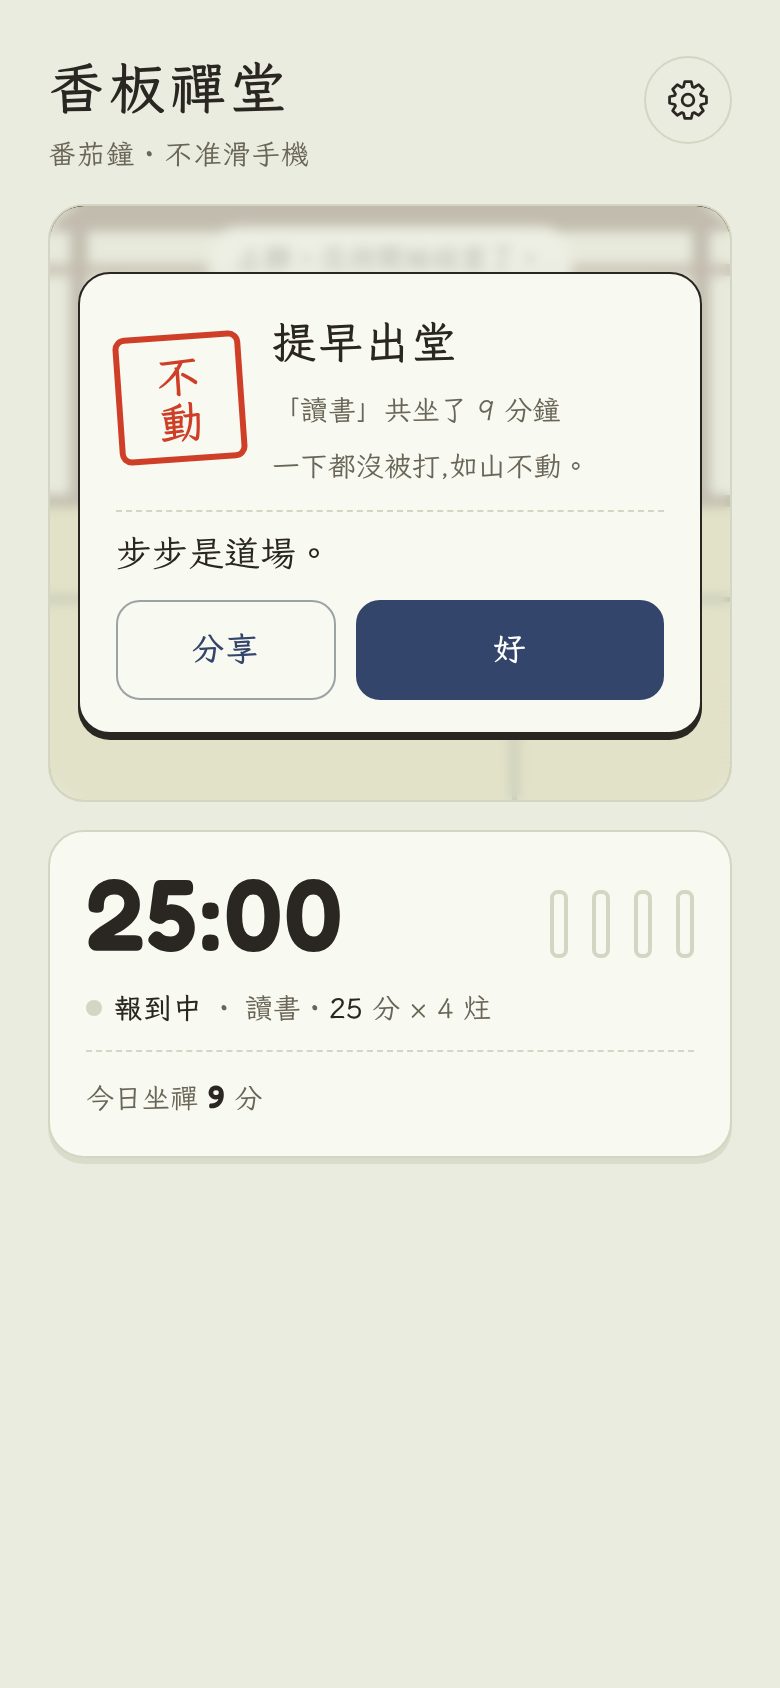 香板禪堂
番茄鐘・不准滑手機
提早出堂
不
動
「讀書」共坐了 9 分鐘
一下都沒被打,如山不動。
步步是道場。
分享
好
25:00
報到中 ・ 讀書・25 分 × 4 炷
今日坐禪 9 分